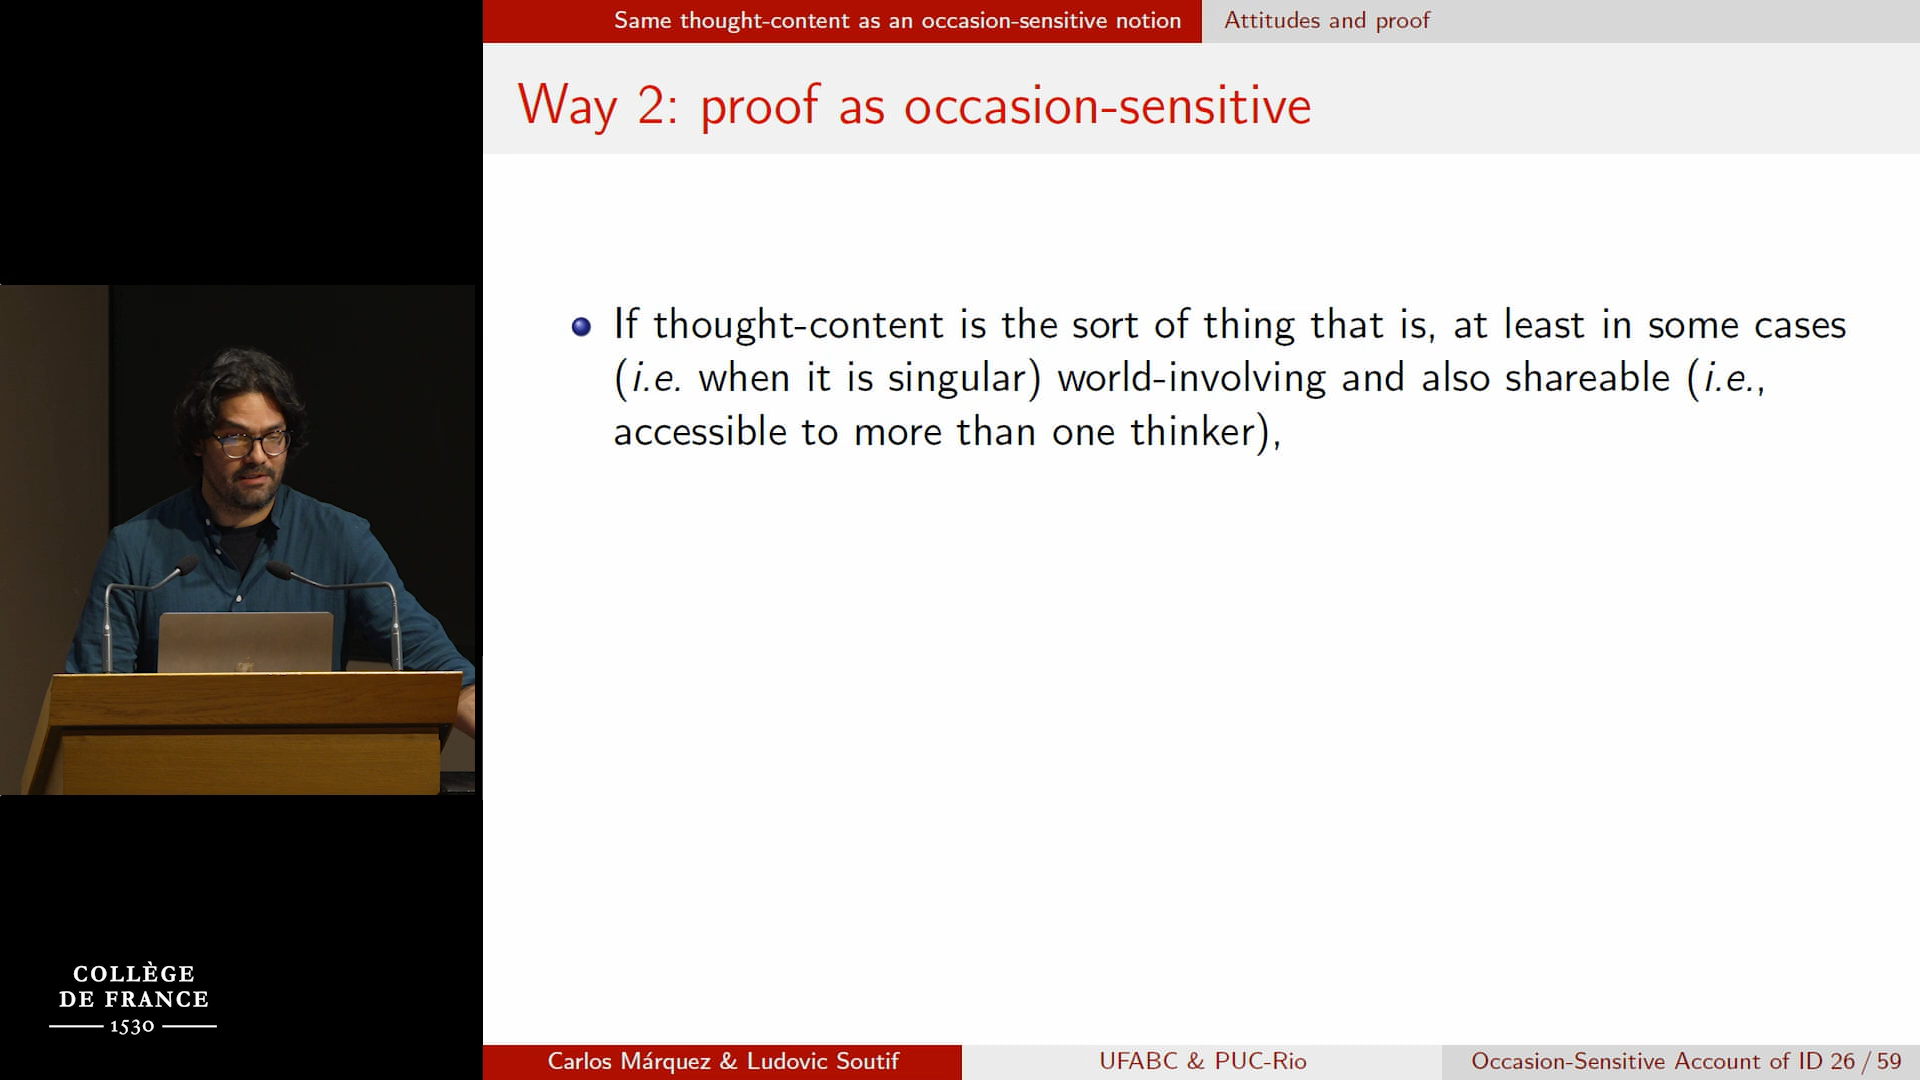 Same thought-content as an occasion-sensitive notion
Attitudes and proof
Way 2: proof as occasion-sensitive
If thought-content is the sort of thing that is, at least in some cases
(i.e. when it is singular) world-involving and also shareable (i.e.,
accessible to more than one thinker),
COLLÈGE
DE FRANCE
1530
Carlos Márquez & Ludovic Soutif
UFABC & PUC-Rio
Occasion-Sensitive Account of ID 26 / 59